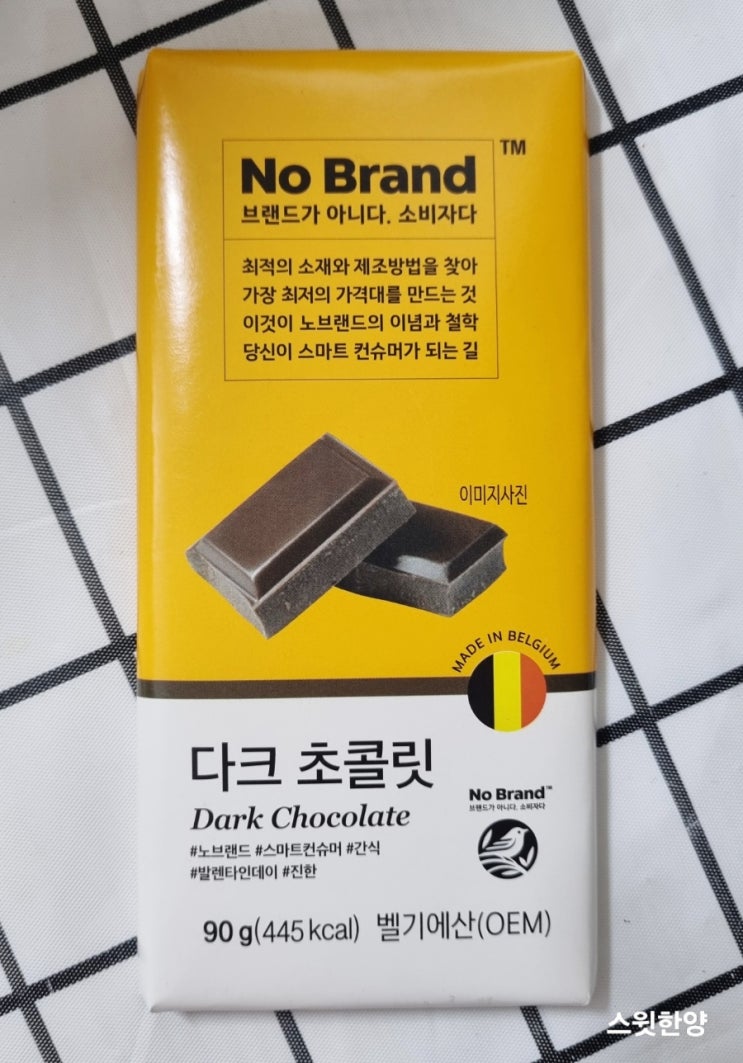 No Brand TM
브랜드가 아니다. 소비자다
최적의 소재와 제조방법을 찾아
가장 최저의 가격대를 만드는 것
이것이 노브랜드의 이념과 철학
당신이 스마트 컨슈머가 되는 길
이미지사진
MADE IN BELGIUM
다크 초콜릿
Dark Chocolate
#노브랜드 #스마트컨슈머 #간식
#발렌타인데이 #진한
No Brand™
브랜드가 아니다. 소비자다
90 g(445 kcal) 벨기에산(OEM)
스윗한양